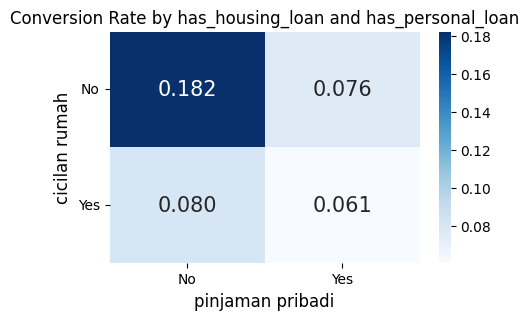 Conversion Rate by has_housing_loan and has_personal_loan
cicilan rumah
No
Yes
0.182
0.076
0.080
0.061
No
Yes
pinjaman pribadi
0.18
0.16
0.14
0.12
0.10
0.08